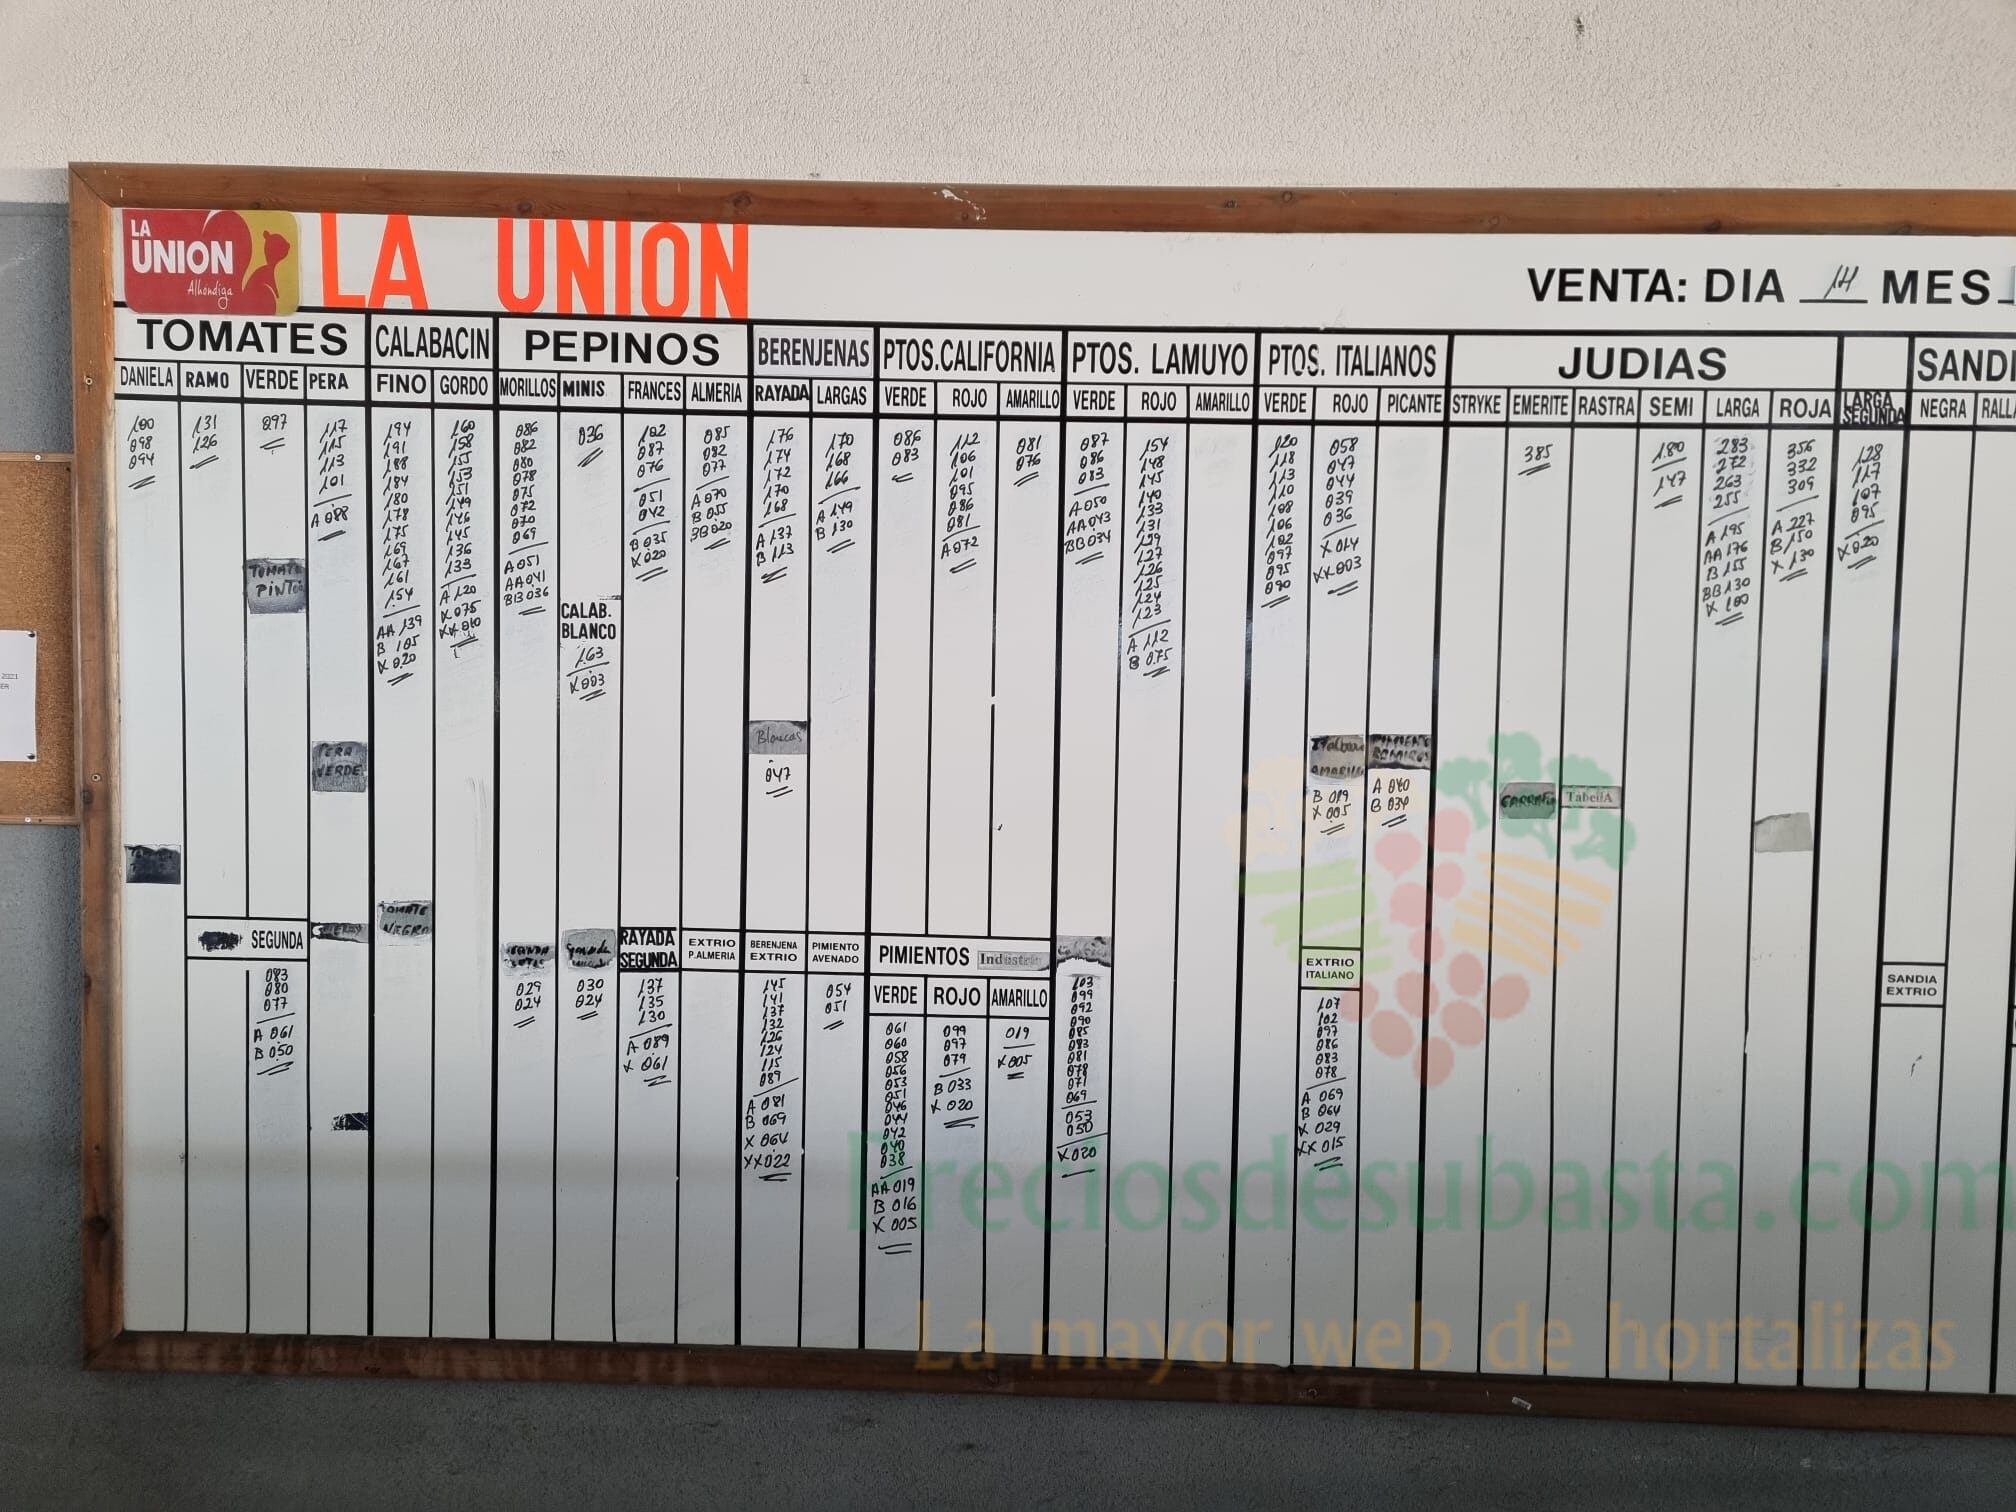 LA
UNION
Alhóndiga
LA UNION
VENTA: DIA 14 MES
TOMATES
DANELA RAMO VERDE PERA
CALABACIN
FINO GORDO
PEPINOS
MORILLOS MINIS FRANCES ALMERIA
BERENJENAS
RAYADA LARGAS
PTOS.CALIFORNIA
VERDE ROJO AMARILLO
PTOS. LAMUYO
VERDE ROJO AMARILLO
PTOS. ITALIANOS
VERDE ROJO PICANTE
JUDIAS
STRYKE EMERITE RASTRA SEMI LARGA ROJA
LARGA
SEGUNDA
SANDI
NEGRA RALL
100
098
094
131
126
097
TOMATE
PINTON
117
115
113
101
A 088
PERA
VERDE
194
191
188
184
180
178
175
169
167
161
154
AA 139
B 105
X 020
TOMATE
NEGRO
160
158
155
153
151
149
146
145
136
133
A 120
X 075
XX 010
086
082
080
078
075
072
070
069
A 051
AA 041
BB 036
036
CALAB.
BLANCO
163
X 003
102
087
076
051
042
B 035
X 020
085
082
077
A 070
B 055
BB 020
176
174
172
170
168
A 137
B 113
Blancas
047
170
168
166
A 149
B 130
086
083
112
106
101
095
086
081
A 072
081
076
087
086
083
A 050
AA 043
BB 034
154
148
145
140
133
131
129
127
126
125
124
123
A 112
B 075
120
118
113
110
108
106
102
097
095
090
058
047
044
039
036
X 014
XX 003
AMARILLO
B 019
X 005
A 040
B 034
385
TabellA
180
147
283
272
263
255
A 195
AA 176
B 155
BB 130
X 100
356
332
309
A 227
B 150
X 130
128
117
107
095
X 020
SEGUNDA
083
080
077
A 061
B 050
029
024
030
024
RAYADA
SEGUNDA
137
135
130
A 089
X 061
EXTRIO
P.ALMERIA
BERENJENA
EXTRIO
145
141
137
132
126
124
115
089
A 081
B 069
X 064
XX 022
PIMIENTO
AVENADO
054
051
PIMIENTOS Industria
VERDE ROJO AMARILLO
061
060
058
056
053
051
046
044
042
040
038
AA 019
B 016
X 005
099
097
079
B 033
X 020
019
X 005
103
099
092
090
085
083
081
078
071
069
053
050
X 020
EXTRIO
ITALIANO
107
102
097
086
083
078
A 069
B 064
X 029
XX 015
SANDIA
EXTRIO
2021
Preciosdesubasta.com
La mayor web de hortalizas